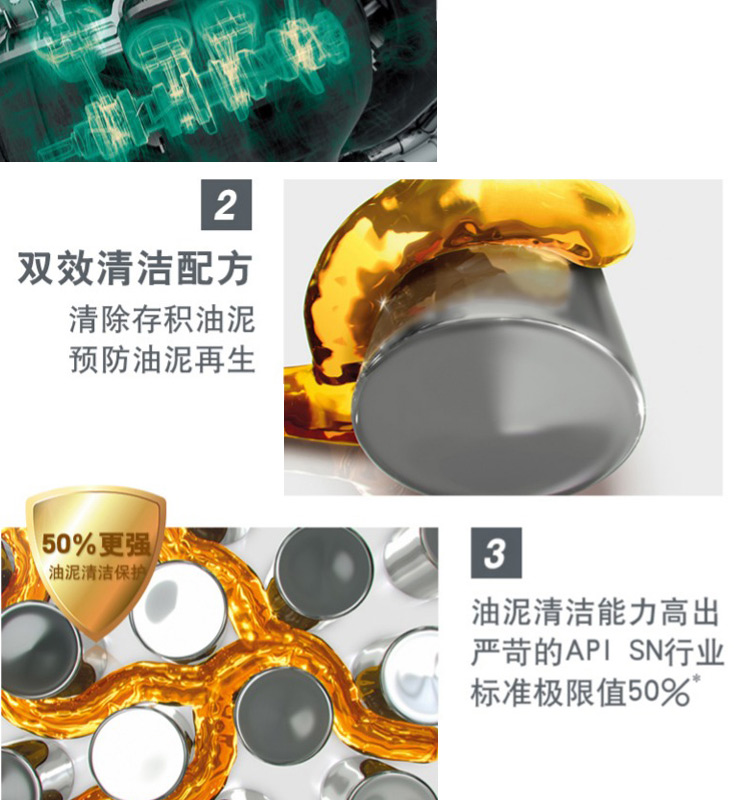 2
双效清洁配方
清除存积油泥
预防油泥再生
50%更强
油泥清洁保护
3
油泥清洁能力高出
严苛的API SN行业
标准极限值50%*